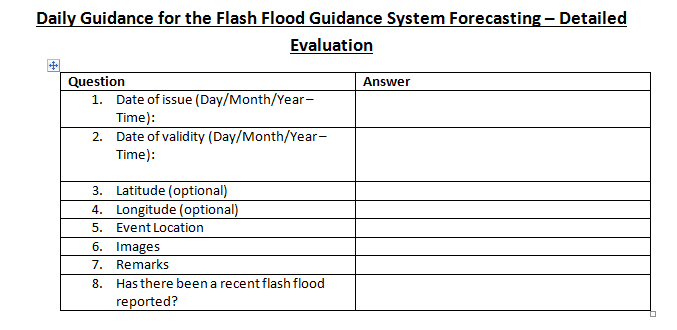 Daily Guidance for the Flash Flood Guidance System Forecasting – Detailed
Evaluation
Question Answer
1. Date of issue (Day/Month/Year–
Time):
2. Date of validity (Day/Month/Year–
Time):
3. Latitude (optional)
4. Longitude (optional)
5. Event Location
6. Images
7. Remarks
8. Has there been a recent flash flood
reported?